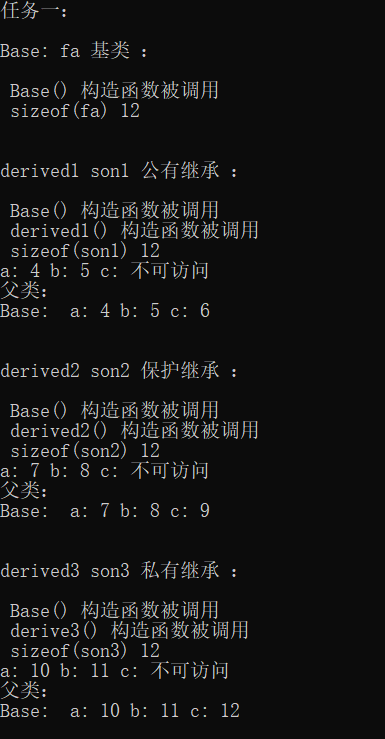 任务一：
Base: fa 基类 ：
Base() 构造函数被调用
sizeof(fa) 12
derived1 son1 公有继承 ：
Base() 构造函数被调用
derived1() 构造函数被调用
sizeof(son1) 12
a: 4 b: 5 c: 不可访问
父类：
Base:  a: 4 b: 5 c: 6
derived2 son2 保护继承 ：
Base() 构造函数被调用
derived2() 构造函数被调用
sizeof(son2) 12
a: 7 b: 8 c: 不可访问
父类：
Base:  a: 7 b: 8 c: 9
derived3 son3 私有继承 ：
Base() 构造函数被调用
derive3() 构造函数被调用
sizeof(son3) 12
a: 10 b: 11 c: 不可访问
父类：
Base:  a: 10 b: 11 c: 12